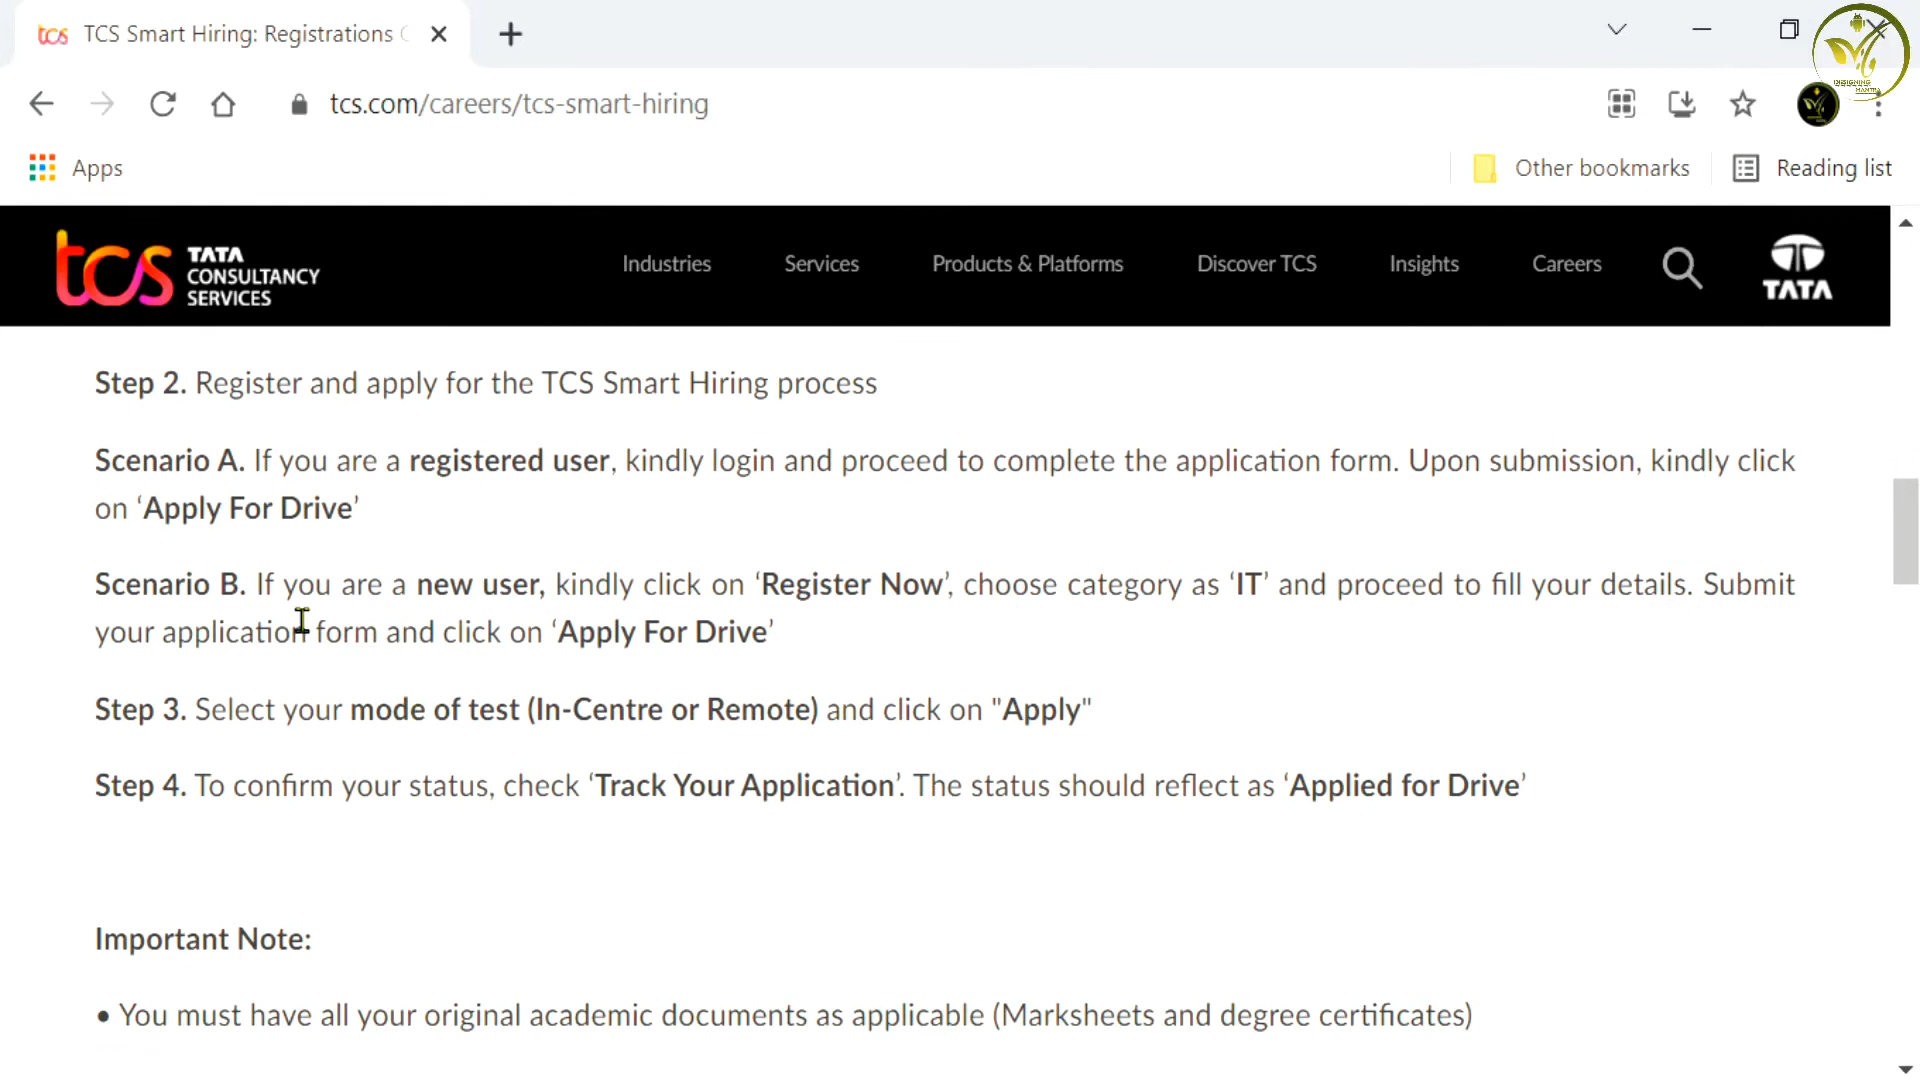 tcs TCS Smart Hiring: Registrations
tcs.com/careers/tcs-smart-hiring
Apps
Other bookmarks
Reading list
DESIGNING
MANTRA
tcs
TATA
CONSULTANCY
SERVICES
Industries
Services
Products & Platforms
Discover TCS
Insights
Careers
TATA
Step 2. Register and apply for the TCS Smart Hiring process
Scenario A. If you are a registered user, kindly login and proceed to complete the application form. Upon submission, kindly click
on ‘Apply For Drive’
Scenario B. If you are a new user, kindly click on ‘Register Now’, choose category as ‘IT’ and proceed to fill your details. Submit
your application form and click on ‘Apply For Drive’
Step 3. Select your mode of test (In-Centre or Remote) and click on "Apply"
Step 4. To confirm your status, check ‘Track Your Application’. The status should reflect as ‘Applied for Drive’
Important Note:
• You must have all your original academic documents as applicable (Marksheets and degree certificates)